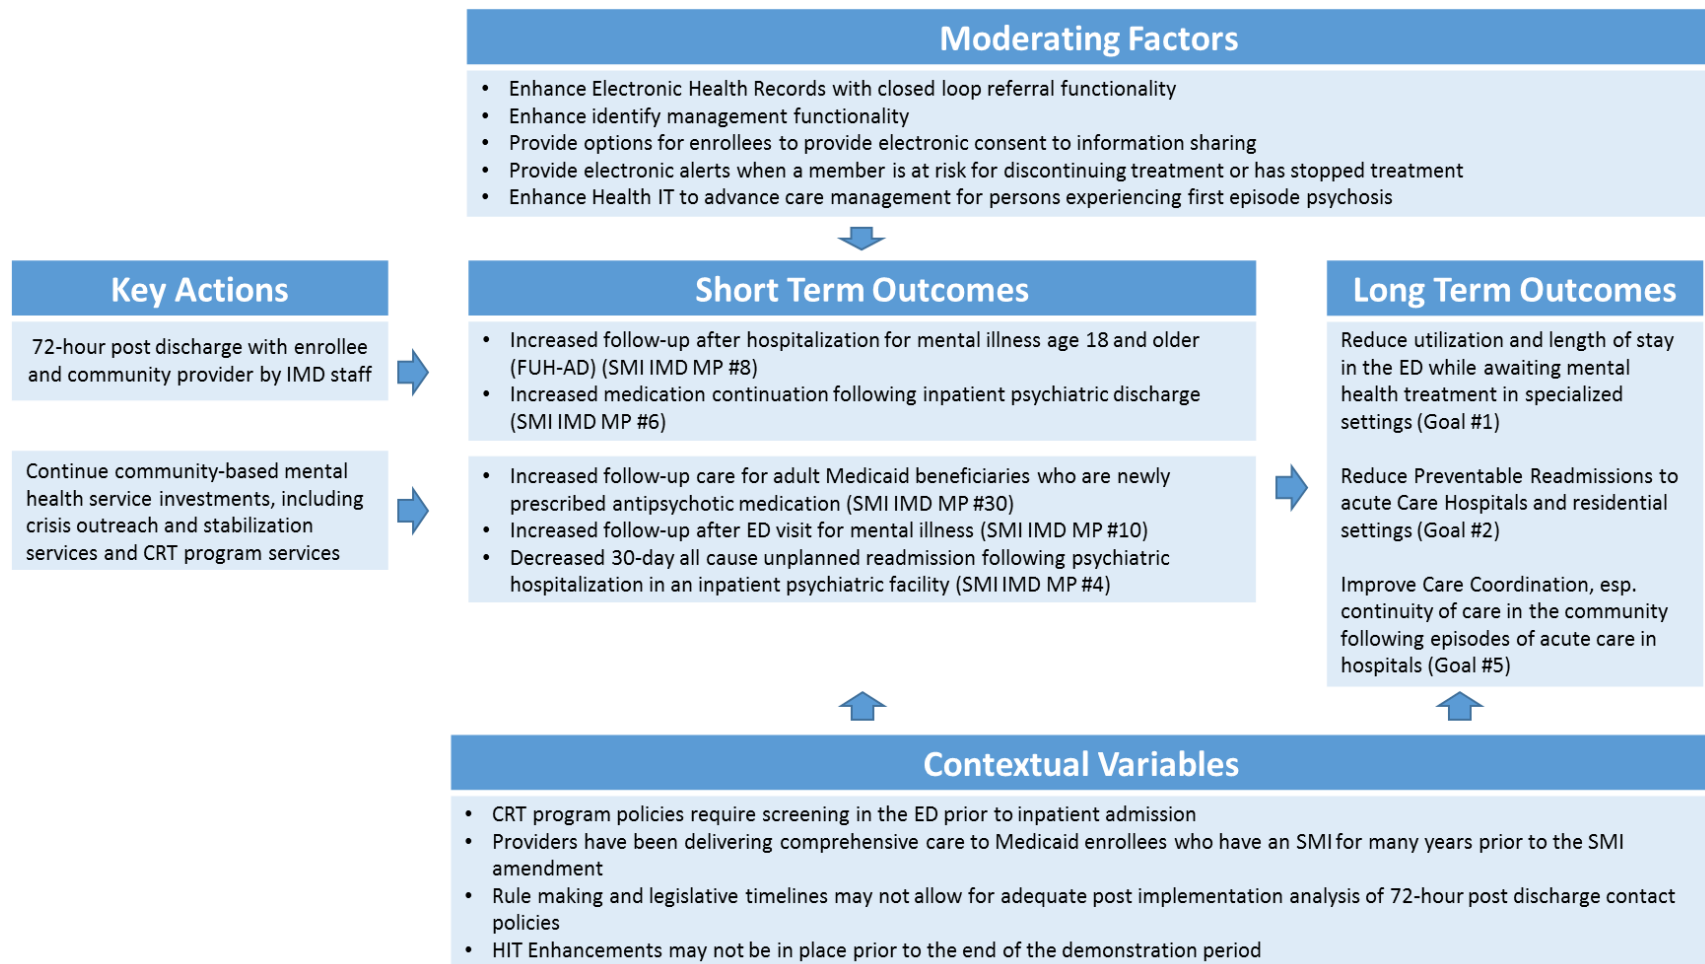 Moderating Factors
• Enhance Electronic Health Records with closed loop referral functionality
• Enhance identify management functionality
• Provide options for enrollees to provide electronic consent to information sharing
• Provide electronic alerts when a member is at risk for discontinuing treatment or has stopped treatment
• Enhance Health IT to advance care management for persons experiencing first episode psychosis
Key Actions
72-hour post discharge with enrollee
and community provider by IMD staff
Continue community-based mental
health service investments, including
crisis outreach and stabilization
services and CRT program services
Short Term Outcomes
• Increased follow-up after hospitalization for mental illness age 18 and older
(FUH-AD) (SMI IMD MP #8)
• Increased medication continuation following inpatient psychiatric discharge
(SMI IMD MP #6)
• Increased follow-up care for adult Medicaid beneficiaries who are newly
prescribed antipsychotic medication (SMI IMD MP #30)
• Increased follow-up after ED visit for mental illness (SMI IMD MP #10)
• Decreased 30-day all cause unplanned readmission following psychiatric
hospitalization in an inpatient psychiatric facility (SMI IMD MP #4)
Long Term Outcomes
Reduce utilization and length of stay
in the ED while awaiting mental
health treatment in specialized
settings (Goal #1)
Reduce Preventable Readmissions to
acute Care Hospitals and residential
settings (Goal #2)
Improve Care Coordination, esp.
continuity of care in the community
following episodes of acute care in
hospitals (Goal #5)
Contextual Variables
• CRT program policies require screening in the ED prior to inpatient admission
• Providers have been delivering comprehensive care to Medicaid enrollees who have an SMI for many years prior to the SMI
amendment
• Rule making and legislative timelines may not allow for adequate post implementation analysis of 72-hour post discharge contact
policies
• HIT Enhancements may not be in place prior to the end of the demonstration period